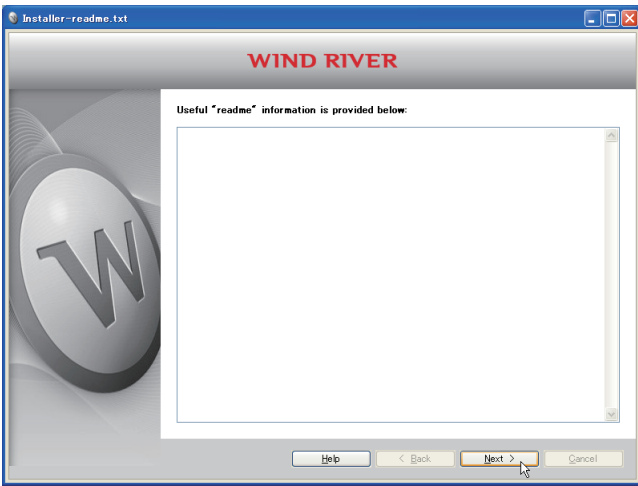 Installer-readme.txt
WIND RIVER
Useful “readme” information is provided below:
W
Help
< Back
Next >
Cancel